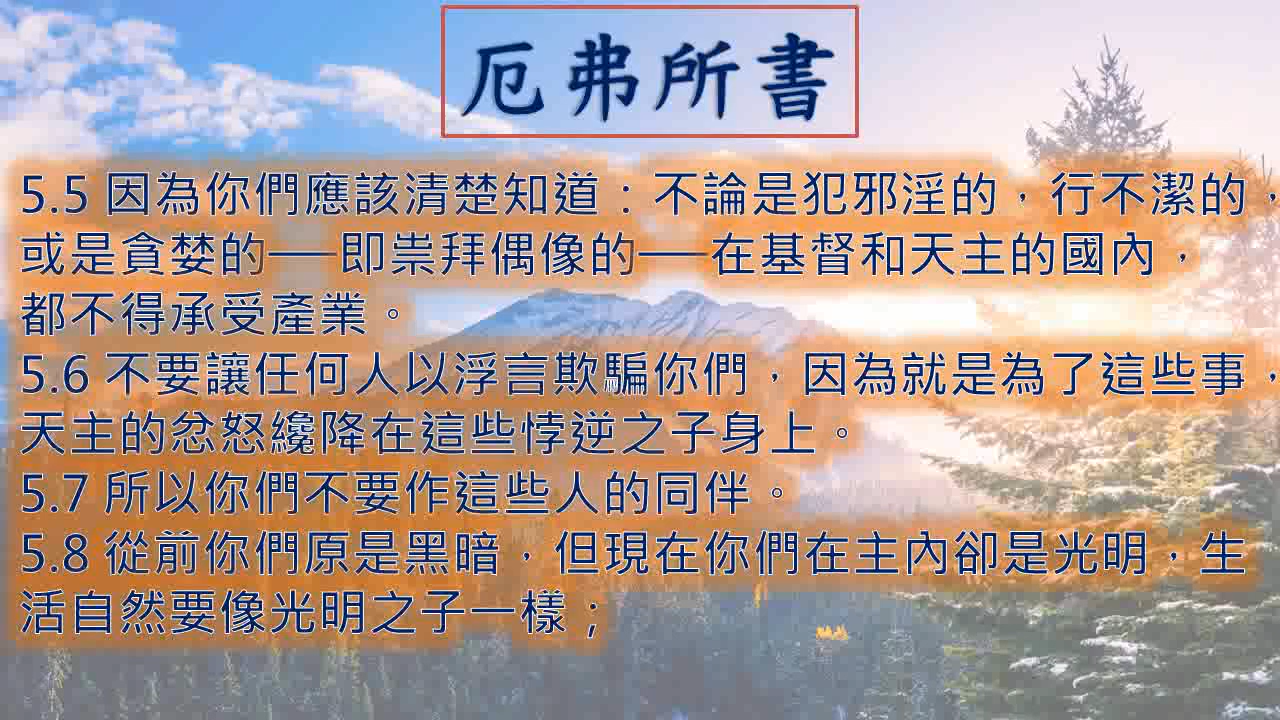 厄弗所書
5.5 因為你們應該清楚知道：不論是犯邪淫的，行不潔的，
或是貪婪的──即祟拜偶像的──在基督和天主的國內，
都不得承受產業。
5.6 不要讓任何人以浮言欺騙你們，因為就是為了這些事，
天主的忿怒纔降在這些悖逆之子身上。
5.7 所以你們不要作這些人的同伴。
5.8 從前你們原是黑暗，但現在你們在主內卻是光明，生
活自然要像光明之子一樣；